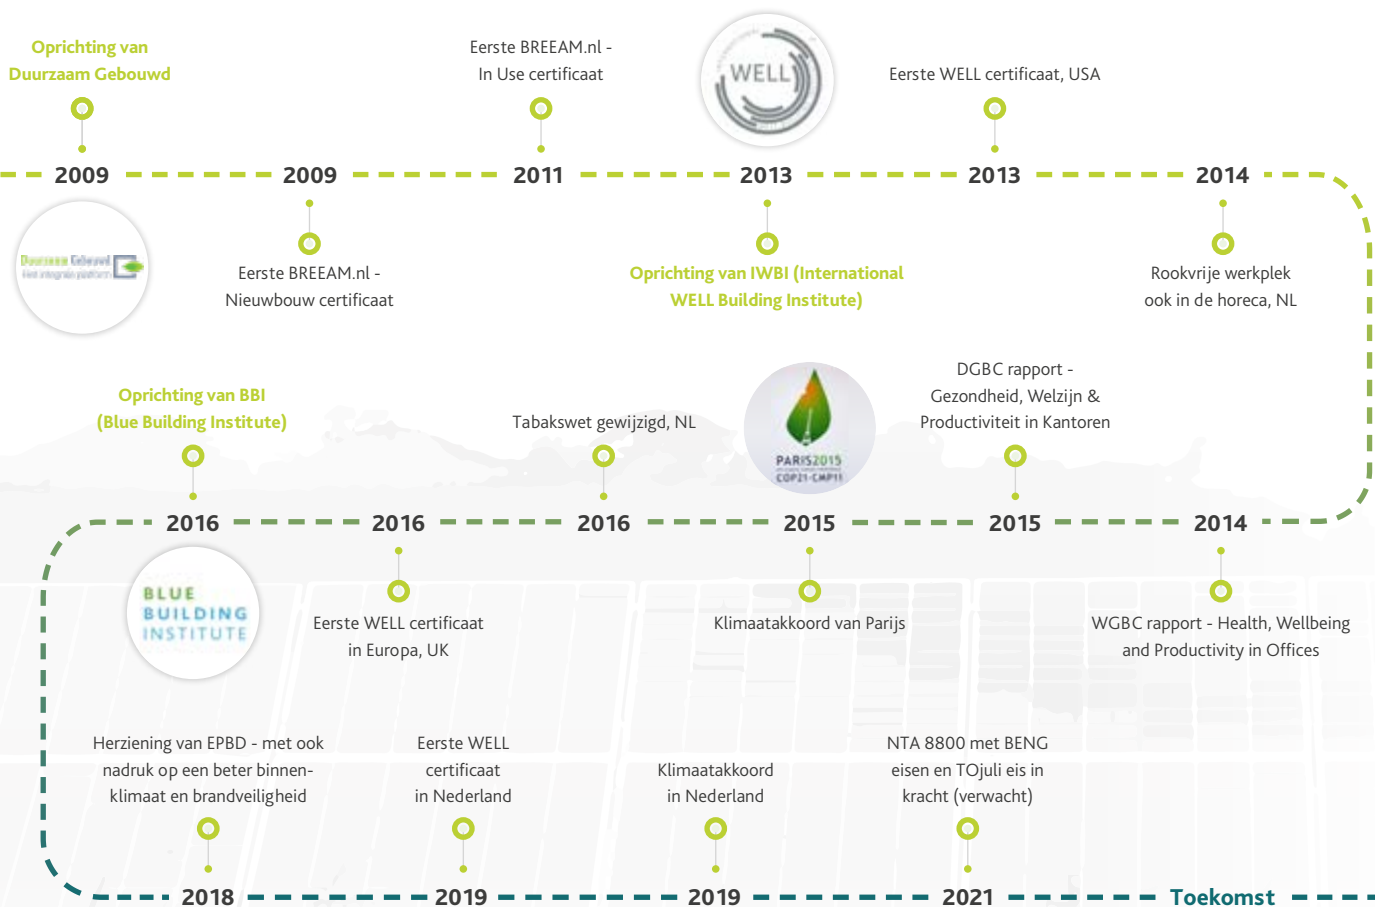 Oprichting van
Duurzaam Gebouwd
2009
Duurzaam Gebouwd
Het integrale platform
2009
Eerste BREEAM.nl -
Nieuwbouw certificaat
Eerste BREEAM.nl -
In Use certificaat
2011
WELL
2013
Oprichting van IWBI (International
WELL Building Institute)
Eerste WELL certificaat, USA
2013
2014
Rookvrije werkplek
ook in de horeca, NL
2014
WGBC rapport - Health, Wellbeing
and Productivity in Offices
DGBC rapport -
Gezondheid, Welzijn &
Productiviteit in Kantoren
2015
PARIS2015
COP21·CMP11
2015
Klimaatakkoord van Parijs
Tabakswet gewijzigd, NL
2016
2016
Eerste WELL certificaat
in Europa, UK
Oprichting van BBI
(Blue Building Institute)
2016
BLUE
BUILDING
INSTITUTE
Herziening van EPBD - met ook
nadruk op een beter binnen-
klimaat en brandveiligheid
2018
Eerste WELL
certificaat
in Nederland
2019
Klimaatakkoord
in Nederland
2019
NTA 8800 met BENG
eisen en TOjuli eis in
kracht (verwacht)
2021
Toekomst